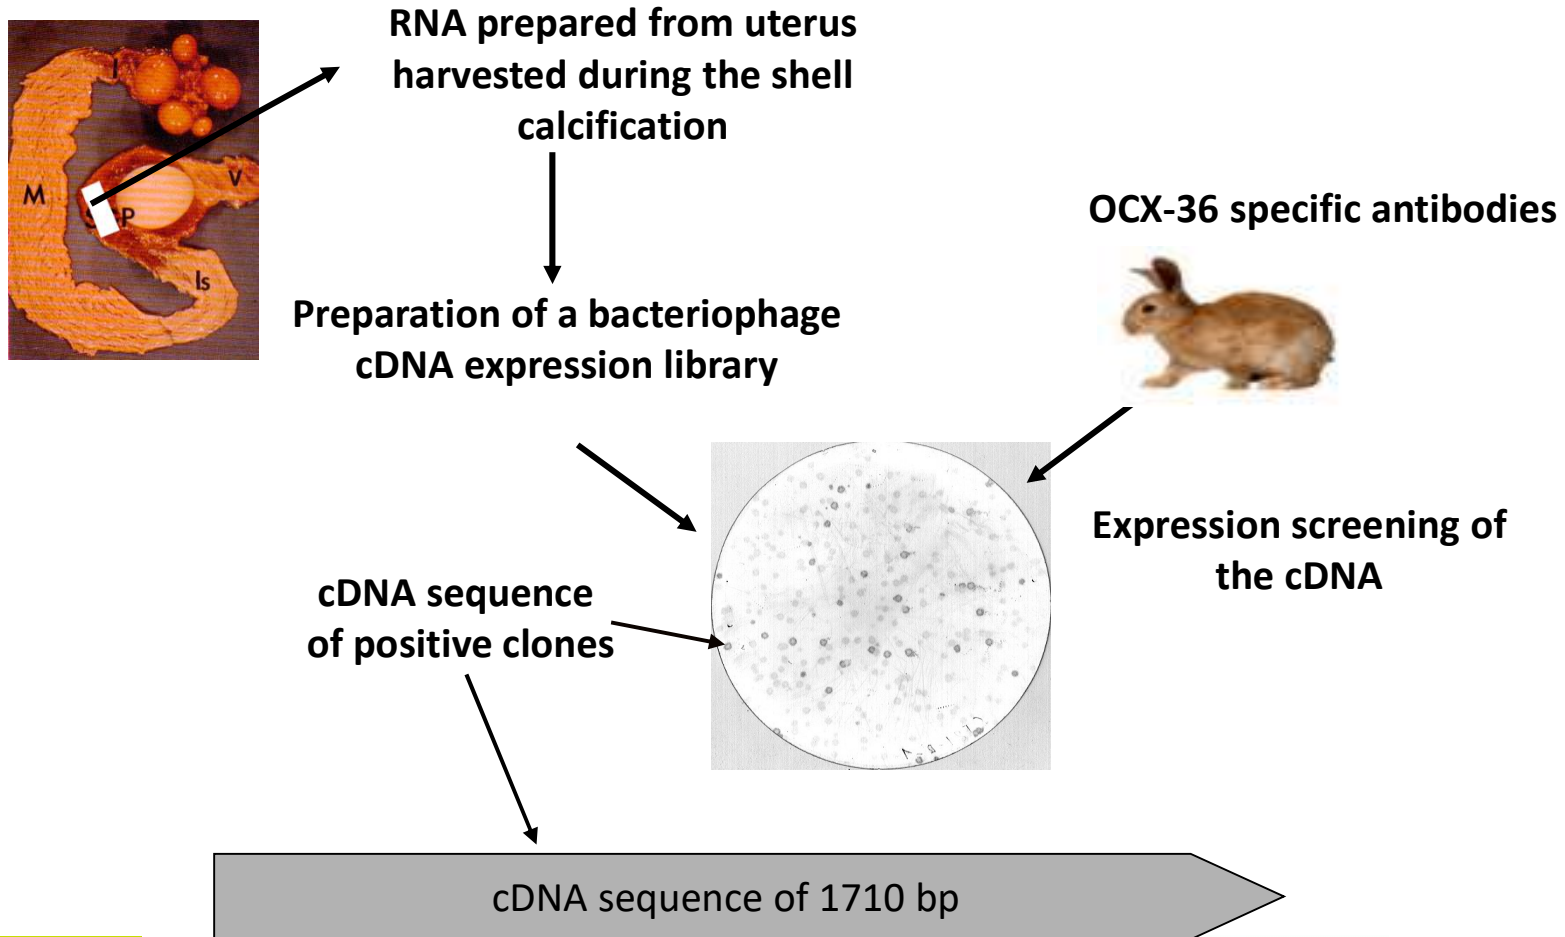 RNA prepared from uterus
harvested during the shell
calcification
I
M
V
Is
OCX-36 specific antibodies
Preparation of a bacteriophage
cDNA expression library
Expression screening of
the cDNA
cDNA sequence
of positive clones
cDNA sequence of 1710 bp